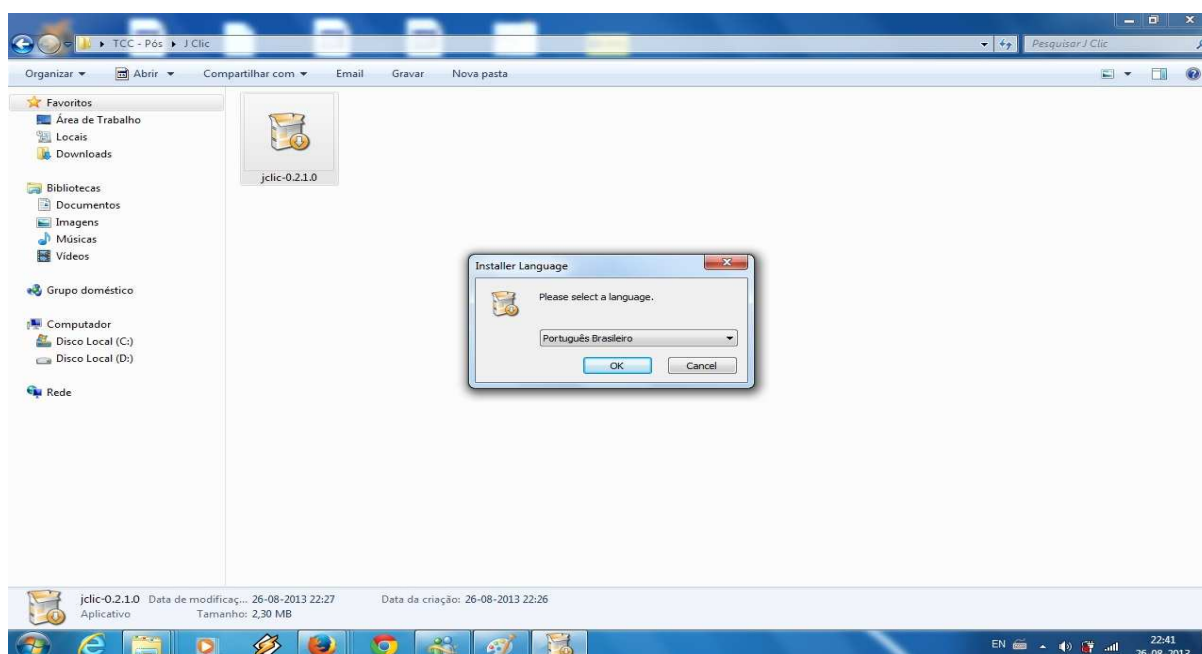 TCC - Pós ▸ J Clic
Pesquisar J Clic
Organizar Abrir Compartilhar com Email Gravar Nova pasta
Favoritos
Área de Trabalho
Locais
Downloads
Bibliotecas
Documentos
Imagens
Músicas
Vídeos
Grupo doméstico
Computador
Disco Local (C:)
Disco Local (D:)
Rede
jclic-0.2.1.0
Installer Language
Please select a language.
Português Brasileiro
OK Cancel
jclic-0.2.1.0 Data de modificaç... 26-08-2013 22:27 Data da criação: 26-08-2013 22:26
Aplicativo Tamanho: 2,30 MB
EN 22:41
26-08-2013